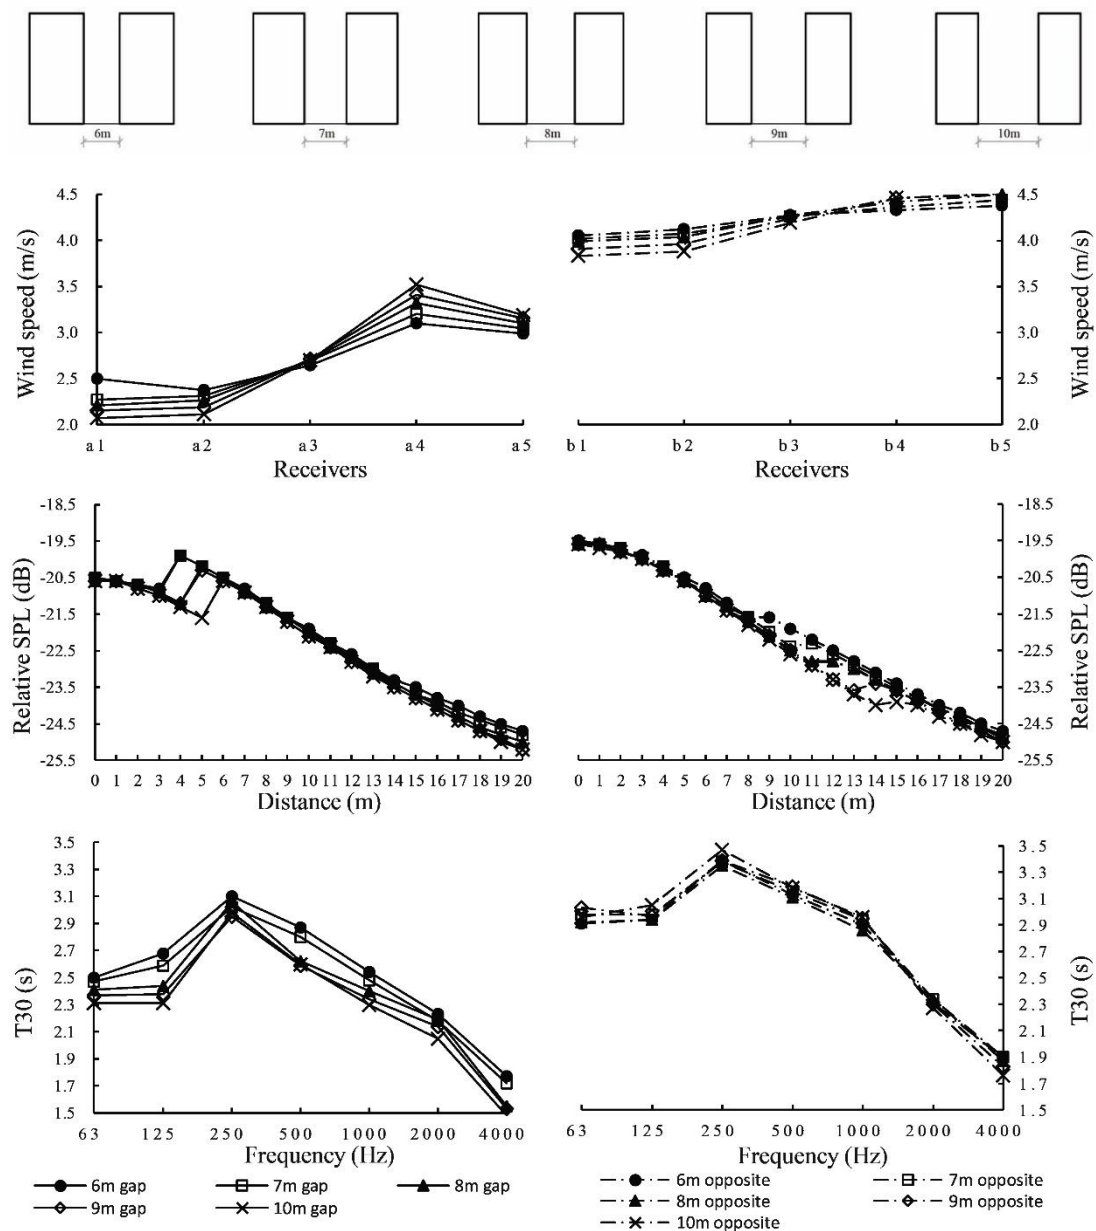 6m 7m 8m 9m 10m
4.5 4.5
4.0 4.0
3.5 3.5
3.0 3.0
2.5 2.5
2.0 2.0
Wind speed (m/s) Wind speed (m/s)
a1 a2 a3 a4 a5 b1 b2 b3 b4 b5
Receivers Receivers
-18.5 -18.5
-19.5 -19.5
-20.5 -20.5
-21.5 -21.5
-22.5 -22.5
-23.5 -23.5
-24.5 -24.5
-25.5 -25.5
Relative SPL (dB) Relative SPL (dB)
0 1 2 3 4 5 6 7 8 9 10 11 12 13 14 15 16 17 18 19 20 0 1 2 3 4 5 6 7 8 9 10 11 12 13 14 15 16 17 18 19 20
Distance (m) Distance (m)
3.5 3.5
3.3 3.3
3.1 3.1
2.9 2.9
2.7 2.7
2.5 2.5
2.3 2.3
2.1 2.1
1.9 1.9
1.7 1.7
1.5 1.5
T30 (s) T30 (s)
63 125 250 500 1000 2000 4000 63 125 250 500 1000 2000 4000
Frequency (Hz) Frequency (Hz)
6m gap 7m gap 8m gap
9m gap 10m gap
6m opposite 7m opposite
8m opposite 9m opposite
10m opposite